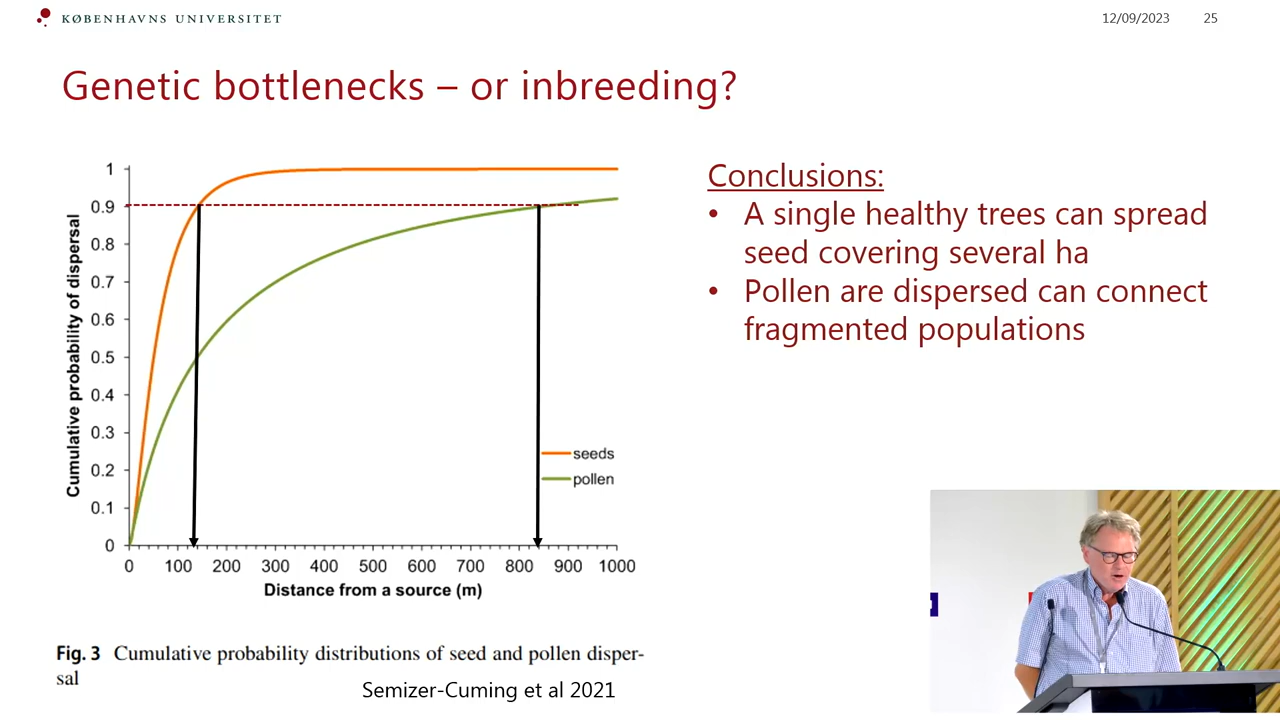 KØBENHAVNS UNIVERSITET
12/09/2023
25
Genetic bottlenecks – or inbreeding?
Cumulative probability of dispersal
1
0.9
0.8
0.7
0.6
0.5
0.4
0.3
0.2
0.1
0
0 100 200 300 400 500 600 700 800 900 1000
Distance from a source (m)
seeds
pollen
Fig. 3 Cumulative probability distributions of seed and pollen disper-
sal
Semizer-Cuming et al 2021
Conclusions:
• A single healthy trees can spread
seed covering several ha
• Pollen are dispersed can connect
fragmented populations